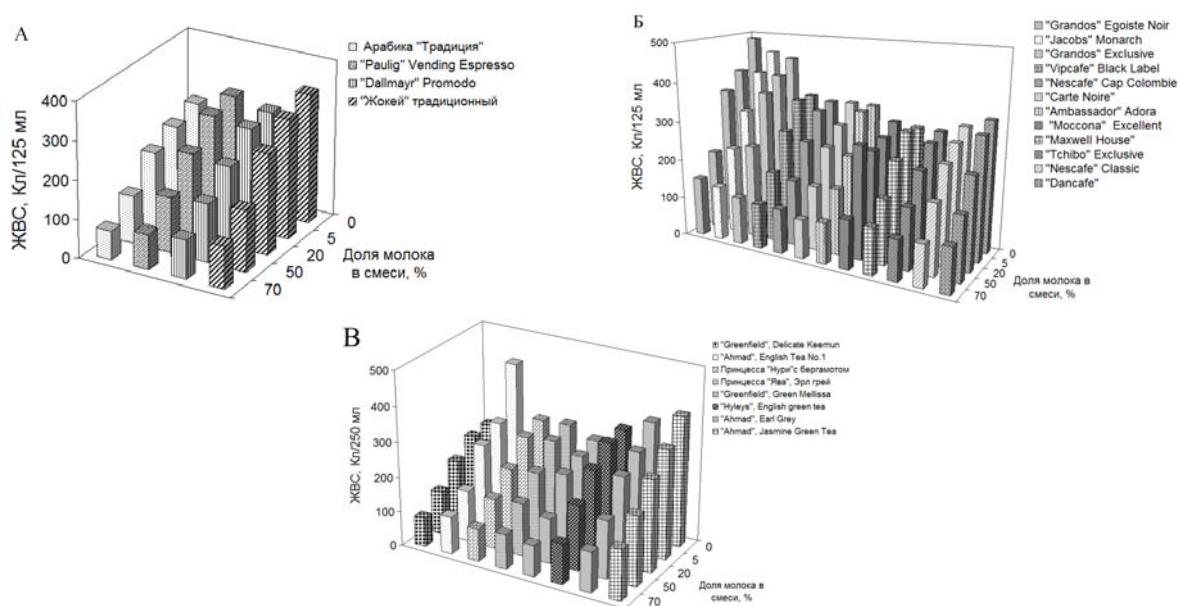 А
Арабика "Традиция"
"Paulig" Vending Espresso
"Dallmayr" Promodo
"Жокей" традиционный
ЖВС, Кл/125 мл
400
300
200
100
0
0
5
20
50
70
Доля молока
в смеси, %
Б
"Grandos" Egoiste Noir
"Jacobs" Monarch
"Grandos" Exclusive
"Vipcafe" Black Label
"Nescafe" Cap Colombie
"Carte Noire"
"Ambassador" Adora
"Moccona" Excellent
"Maxwell House"
"Tchibo" Exclusive
"Nescafe" Classic
"Dancafe"
ЖВС, Кл/125 мл
500
400
300
200
100
0
0
5
20
50
70
Доля молока в
смеси, %
В
"Greenfield", Delicate Keemun
"Ahmad", English Tea No.1
Принцесса "Нури"с бергамотом
Принцесса "Ява", Эрл грей
"Greenfield", Green Mellissa
"Hyleys", English green tea
"Ahmad", Earl Grey
"Ahmad", Jasmine Green Tea
ЖВС, Кл/250 мл
500
400
300
200
100
0
0
5
20
50
70
Доля молока в
смеси, %